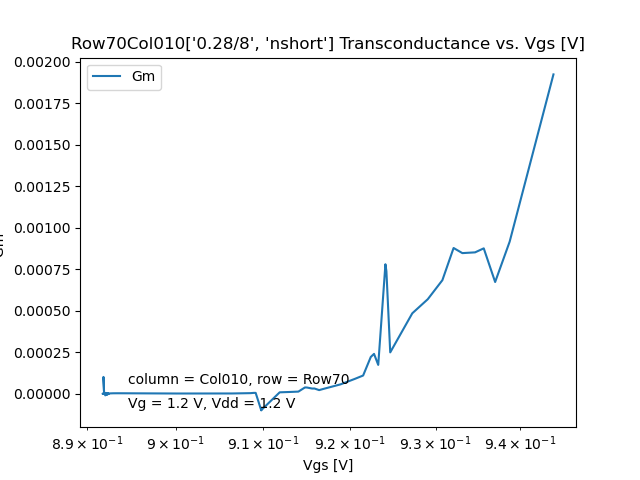 Row70Col010['0.28/8', 'nshort'] Transconductance vs. Vgs [V]
Gm
0.00200
0.00175
0.00150
0.00125
0.00100
0.00075
0.00050
0.00025
0.00000
Gm
column = Col010, row = Row70
Vg = 1.2 V, Vdd = 1.2 V
8.9 × 10⁻¹ 9 × 10⁻¹ 9.1 × 10⁻¹ 9.2 × 10⁻¹ 9.3 × 10⁻¹ 9.4 × 10⁻¹
Vgs [V]